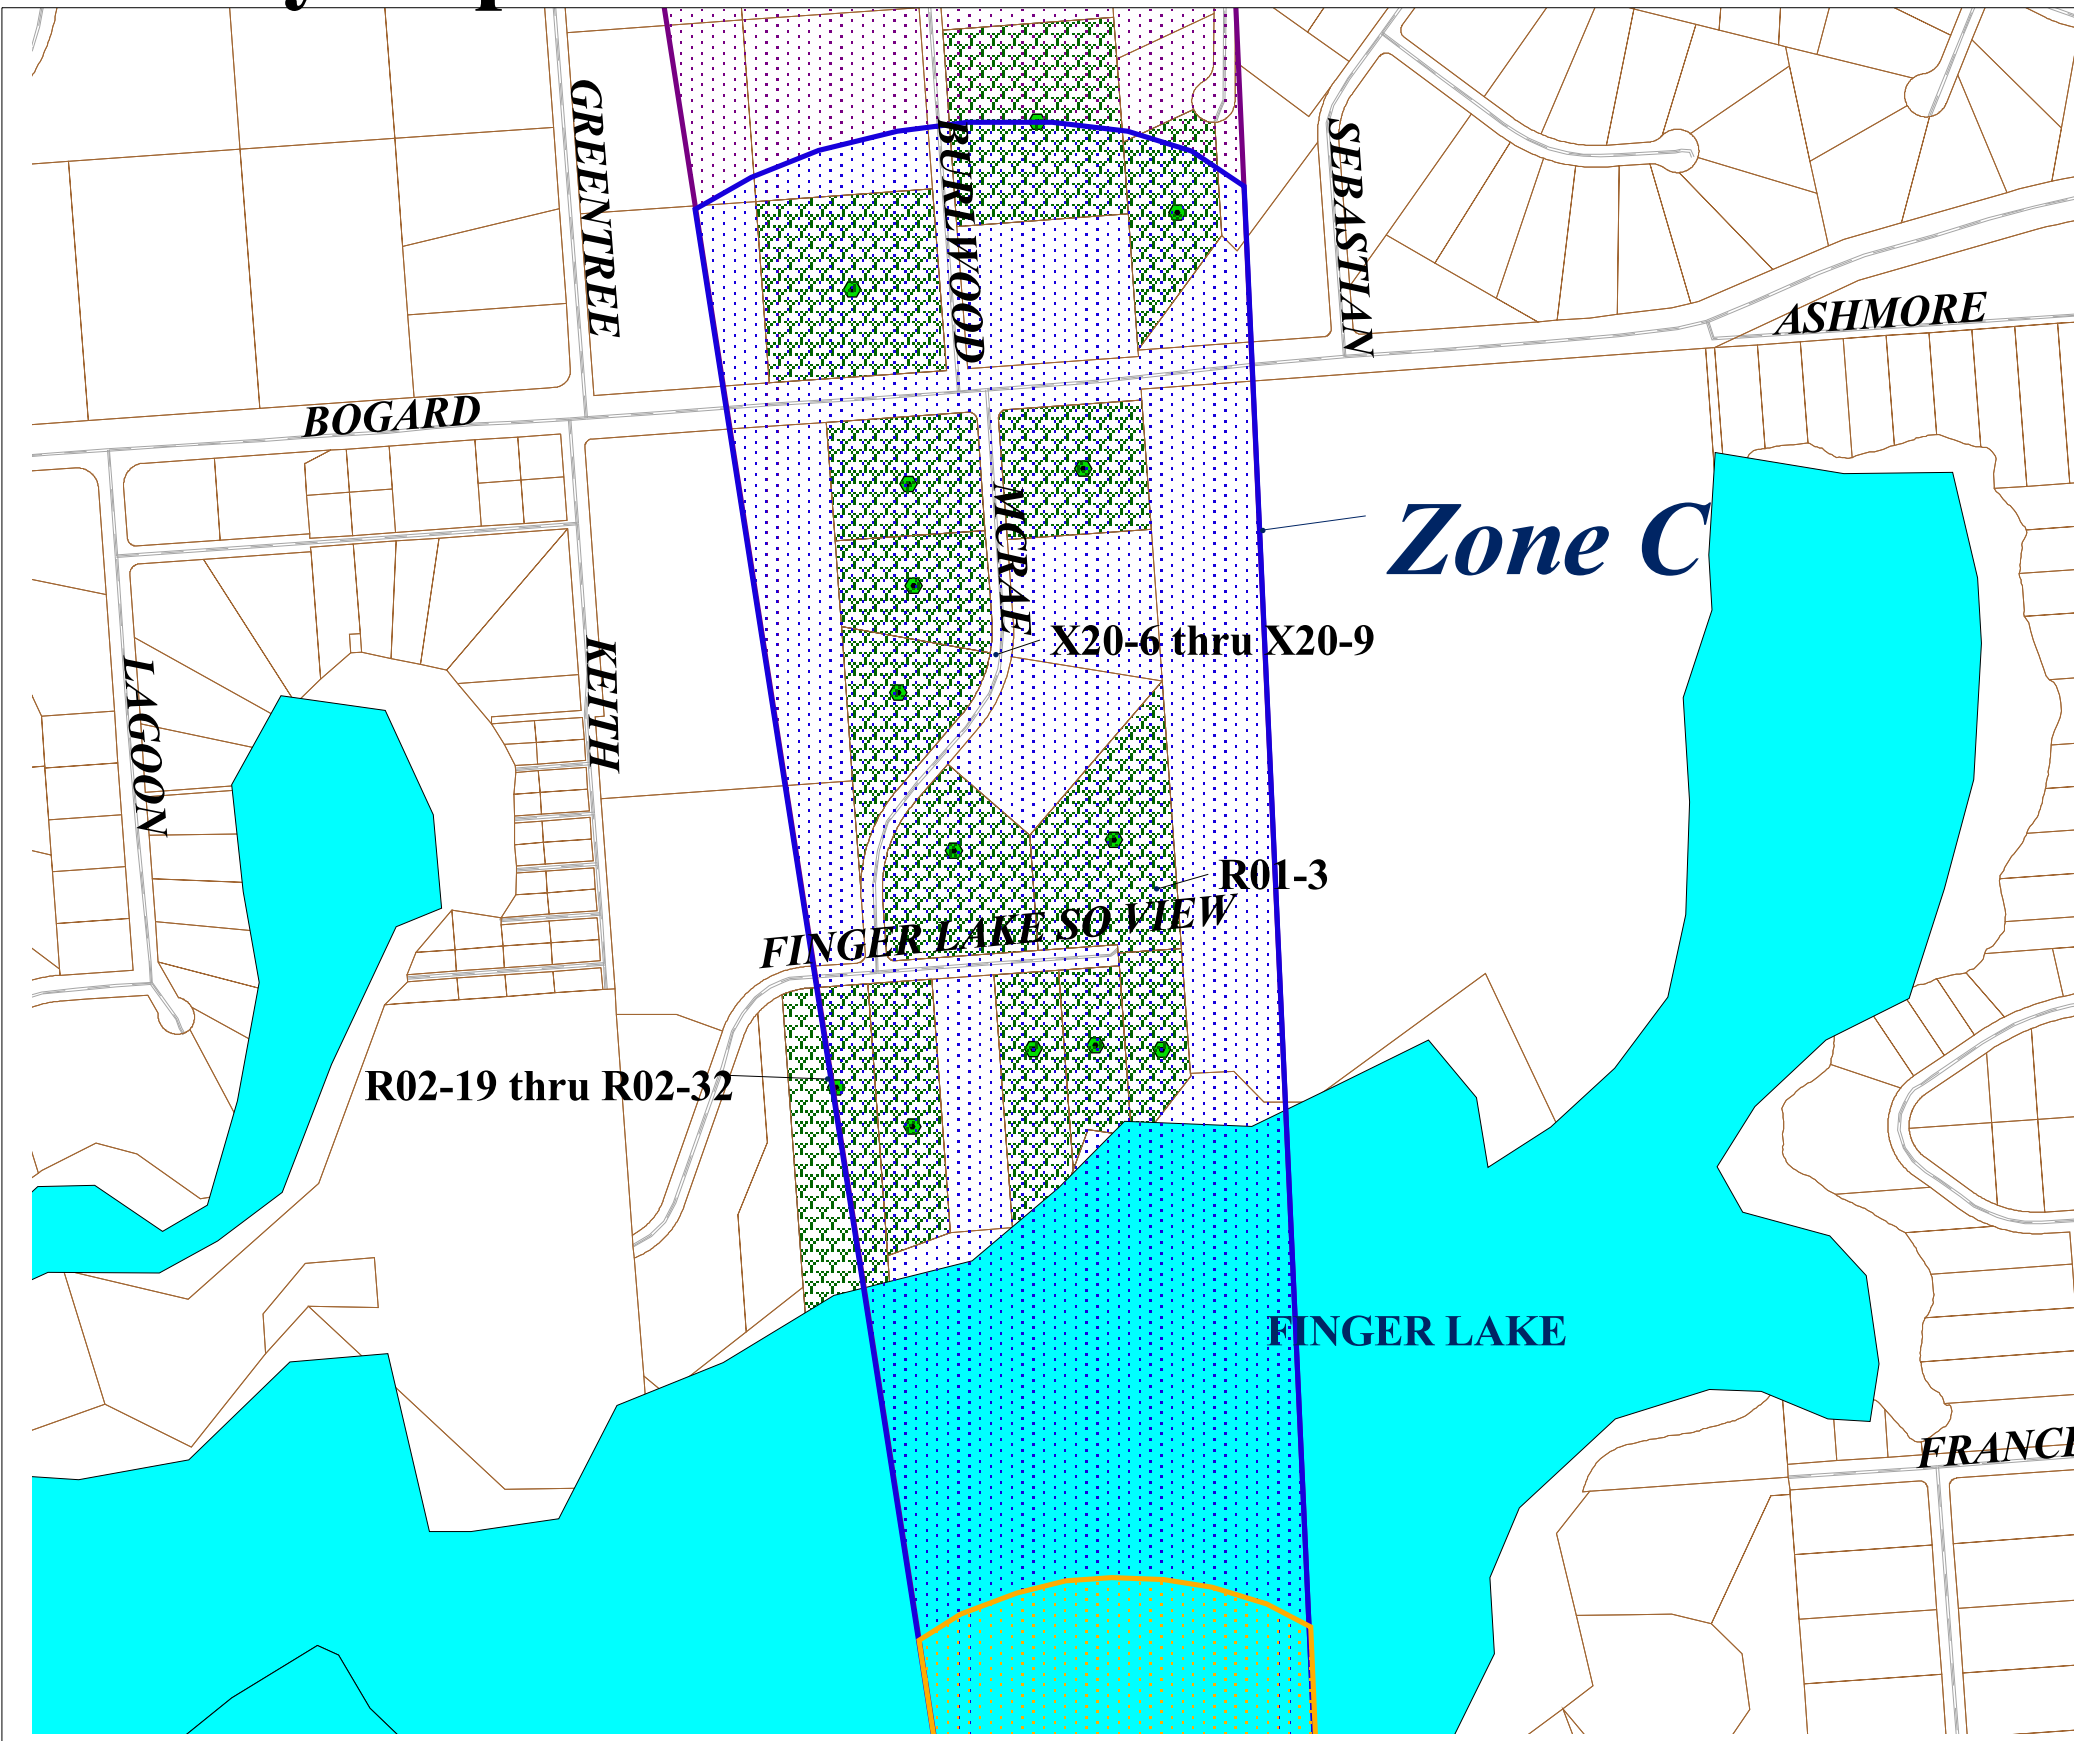 GREENTREE
BURLWOOD
SEBASTIAN
ASHMORE
BOGARD
Zone C
MCRAE
X20-6 thru X20-9
KEITH
LAGOON
R01-3
FINGER LAKE SO VIEW
R02-19 thru R02-32
FINGER LAKE